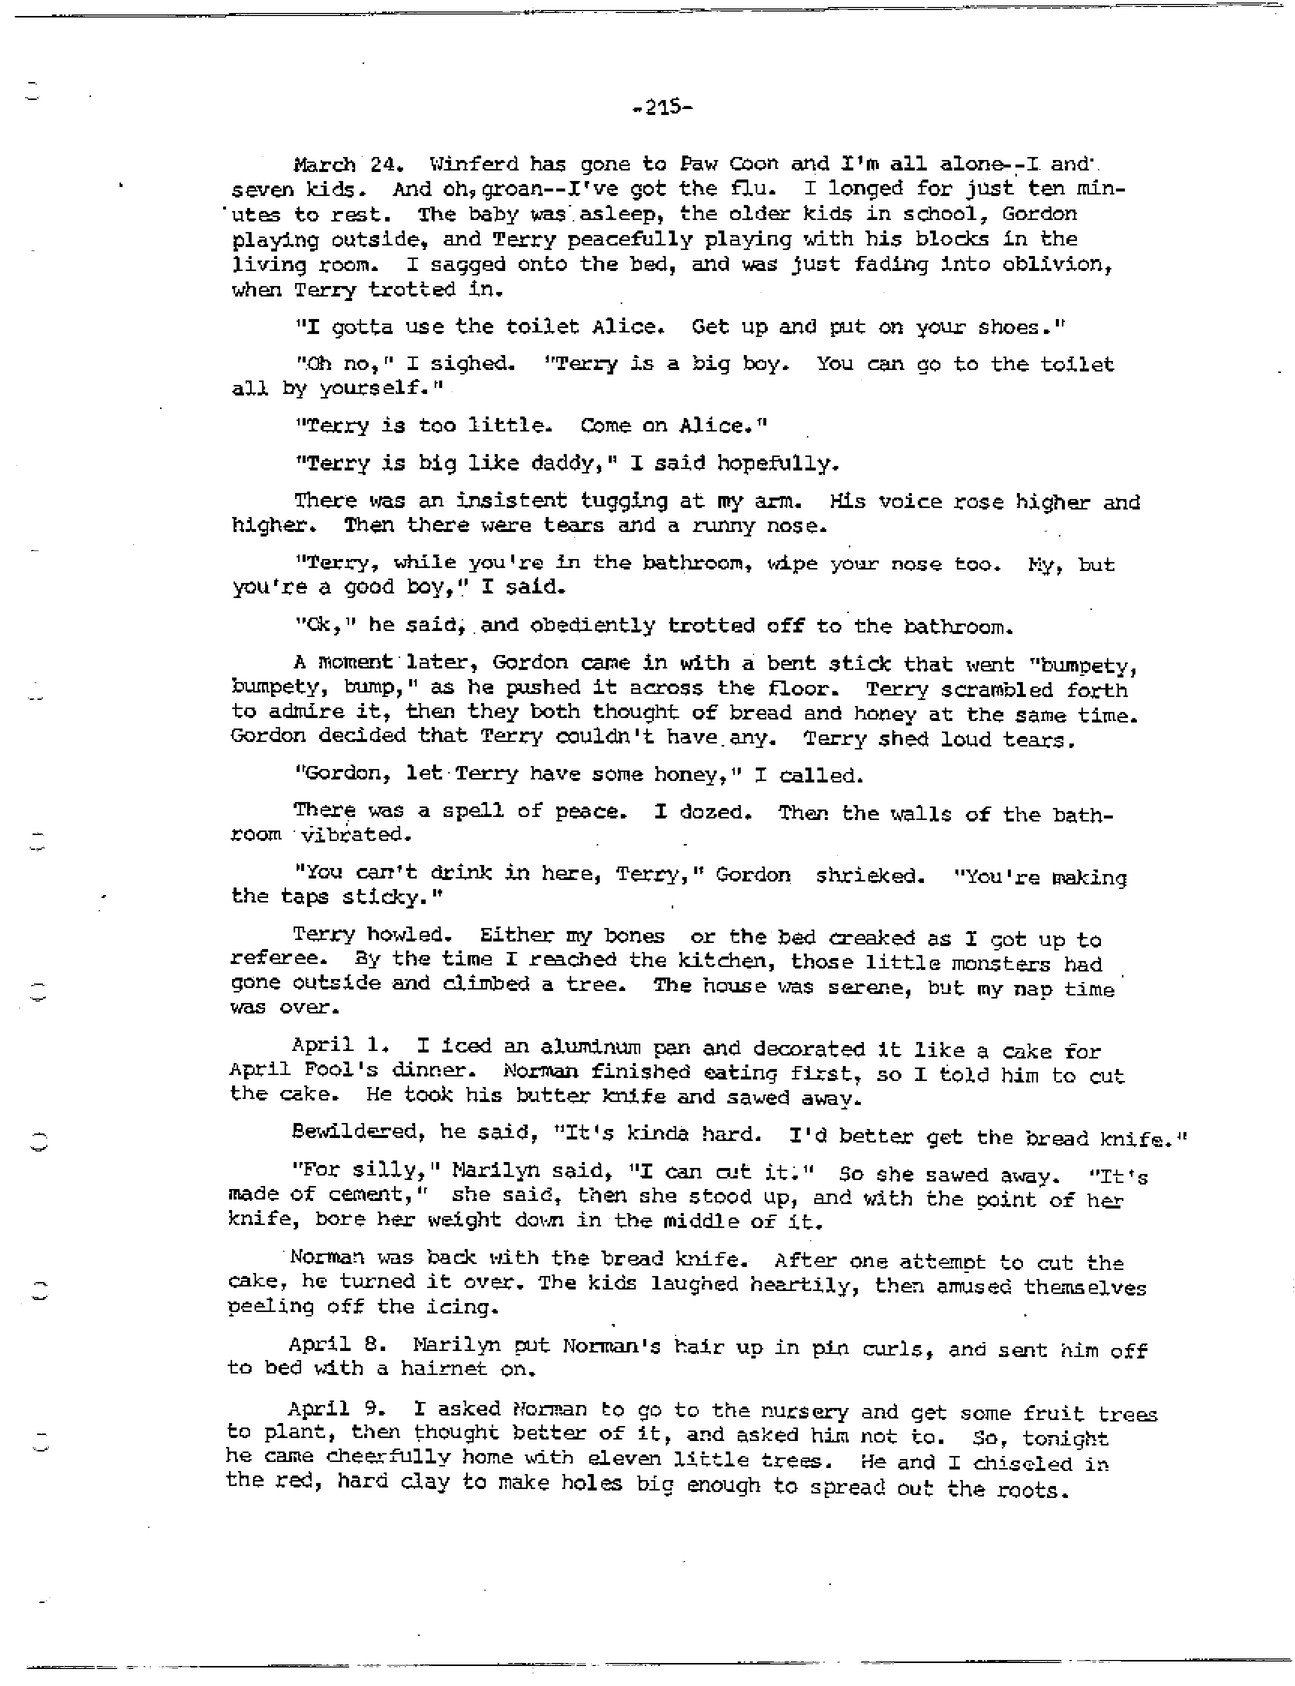 -215-
March 24. Winferd has gone to Paw Coon and I'm all alone--I and
seven kids. And oh, groan--I've got the flu. I longed for just ten min-
utes to rest. The baby was asleep, the older kids in school, Gordon
playing outside, and Terry peacefully playing with his blocks in the
living room. I sagged onto the bed, and was just fading into oblivion,
when Terry trotted in.
"I gotta use the toilet Alice. Get up and put on your shoes."
"Oh no," I sighed. "Terry is a big boy. You can go to the toilet
all by yourself."
"Terry is too little. Come on Alice."
"Terry is big like daddy," I said hopefully.
There was an insistent tugging at my arm. His voice rose higher and
higher. Then there were tears and a runny nose.
"Terry, while you're in the bathroom, wipe your nose too. My, but
you're a good boy," I said.
"Ok," he said, and obediently trotted off to the bathroom.
A moment later, Gordon came in with a bent stick that went "bumpety,
bumpety, bump," as he pushed it across the floor. Terry scrambled forth
to admire it, then they both thought of bread and honey at the same time.
Gordon decided that Terry couldn't have any. Terry shed loud tears.
"Gordon, let Terry have some honey," I called.
There was a spell of peace. I dozed. Then the walls of the bath-
room vibrated.
"You can't drink in here, Terry," Gordon shrieked. "You're making
the taps sticky."
Terry howled. Either my bones or the bed creaked as I got up to
referee. By the time I reached the kitchen, those little monsters had
gone outside and climbed a tree. The house was serene, but my nap time
was over.
April 1. I iced an aluminum pan and decorated it like a cake for
April Fool's dinner. Norman finished eating first, so I told him to cut
the cake. He took his butter knife and sawed away.
Bewildered, he said, "It's kinda hard. I'd better get the bread knife."
"For silly," Marilyn said, "I can cut it." So she sawed away. "It's
made of cement," she said, then she stood up, and with the point of her
knife, bore her weight down in the middle of it.
Norman was back with the bread knife. After one attempt to cut the
cake, he turned it over. The kids laughed heartily, then amused themselves
peeling off the icing.
April 8. Marilyn put Norman's hair up in pin curls, and sent him off
to bed with a hairnet on.
April 9. I asked Norman to go to the nursery and get some fruit trees
to plant, then thought better of it, and asked him not to. So, tonight
he came cheerfully home with eleven little trees. He and I chiseled in
the red, hard clay to make holes big enough to spread out the roots.